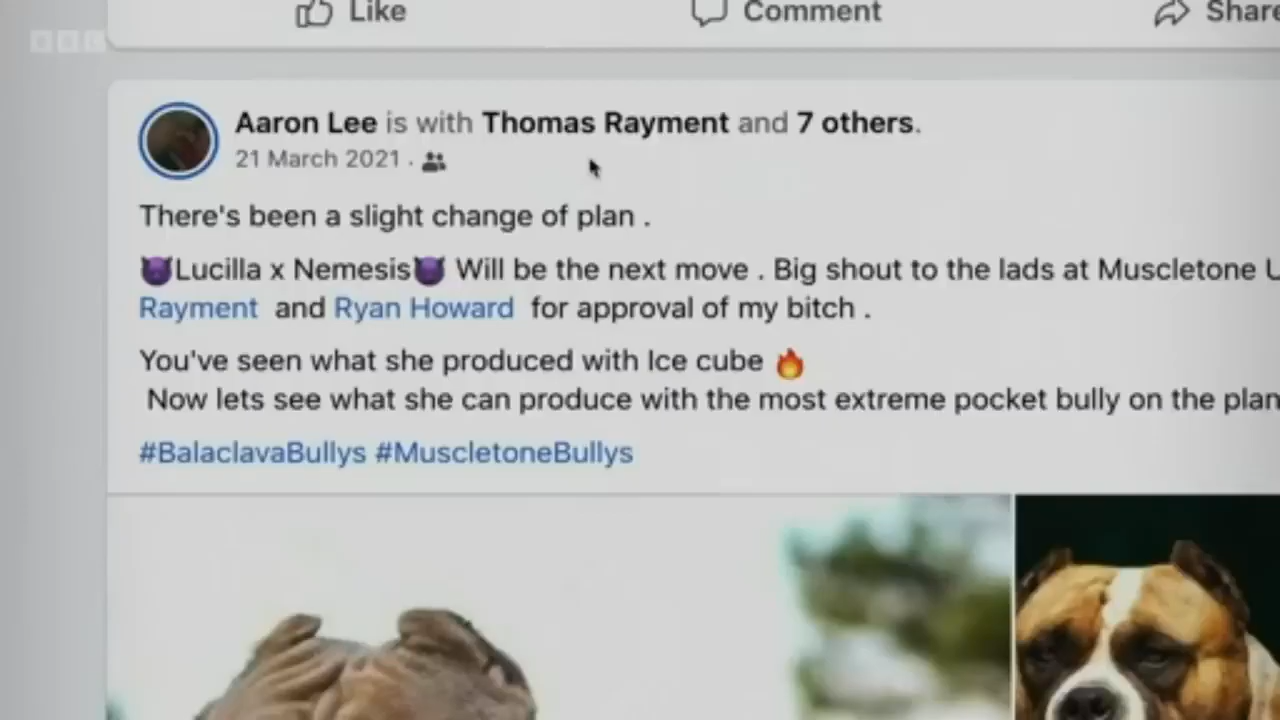 Like Comment Share
BBC
Aaron Lee is with Thomas Rayment and 7 others.
21 March 2021 ·
There's been a slight change of plan .
😈Lucilla x Nemesis😈 Will be the next move . Big shout to the lads at Muscletone
Rayment and Ryan Howard for approval of my bitch .
You've seen what she produced with Ice cube 🔥
Now lets see what she can produce with the most extreme pocket bully on the
#BalaclavaBullys #MuscletoneBullys